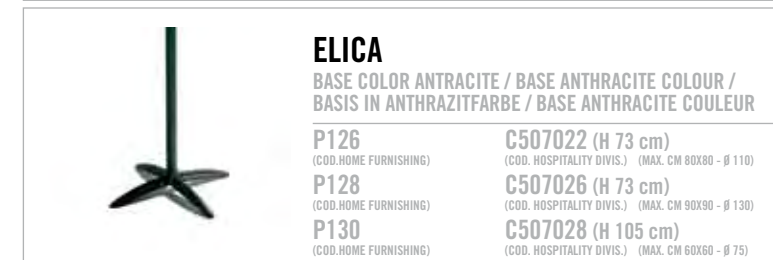 ELICA
BASE COLOR ANTRACITE / BASE ANTHRACITE COLOUR /
BASIS IN ANTHRAZITFARBE / BASE ANTHRACITE COULEUR
P126 C507022 (H 73 cm)
(COD.HOME FURNISHING) (COD. HOSPITALITY DIVIS.) (MAX. CM 80X80 - Ø 110)
P128 C507026 (H 73 cm)
(COD.HOME FURNISHING) (COD. HOSPITALITY DIVIS.) (MAX. CM 90X90 - Ø 130)
P130 C507028 (H 105 cm)
(COD.HOME FURNISHING) (COD. HOSPITALITY DIVIS.) (MAX. CM 60X60 - Ø 75)